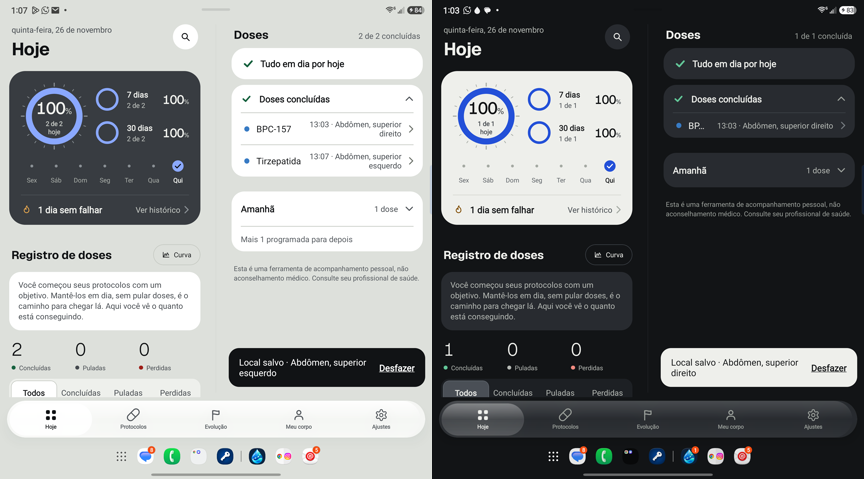 1:07
84
quinta-feira, 26 de novembro
Hoje
100%
2 de 2
hoje
7 dias
2 de 2
100%
30 dias
2 de 2
100%
Sex Sáb Dom Seg Ter Qua Qui
1 dia sem falhar
Ver histórico
Registro de doses
Curva
Você começou seus protocolos com um
objetivo. Mantê-los em dia, sem pular doses, é o
caminho para chegar lá. Aqui você vê o quanto
está conseguindo.
2 0 0
Concluídas Puladas Perdidas
Todos Concluídas Puladas Perdidas
Doses
2 de 2 concluídas
Tudo em dia por hoje
Doses concluídas
BPC-157
13:03 · Abdômen, superior
direito
Tirzepatida
13:07 · Abdômen, superior
esquerdo
Amanhã
1 dose
Mais 1 programada para depois
Esta é uma ferramenta de acompanhamento pessoal, não
aconselhamento médico. Consulte seu profissional de saúde.
Local salvo · Abdômen, superior
esquerdo
Desfazer
Hoje Protocolos Evolução Meu corpo Ajustes
1:03
83
quinta-feira, 26 de novembro
Hoje
100%
1 de 1
hoje
7 dias
1 de 1
100%
30 dias
1 de 1
100%
Sex Sáb Dom Seg Ter Qua Qui
1 dia sem falhar
Ver histórico
Registro de doses
Curva
Você começou seus protocolos com um
objetivo. Mantê-los em dia, sem pular doses, é o
caminho para chegar lá. Aqui você vê o quanto
está conseguindo.
1 0 0
Concluídas Puladas Perdidas
Todos Concluídas Puladas Perdidas
Doses
1 de 1 concluída
Tudo em dia por hoje
Doses concluídas
BP...
13:03 · Abdômen, superior direito
Amanhã
1 dose
Esta é uma ferramenta de acompanhamento pessoal, não
aconselhamento médico. Consulte seu profissional de saúde.
Local salvo · Abdômen, superior
direito
Desfazer
Hoje Protocolos Evolução Meu corpo Ajustes